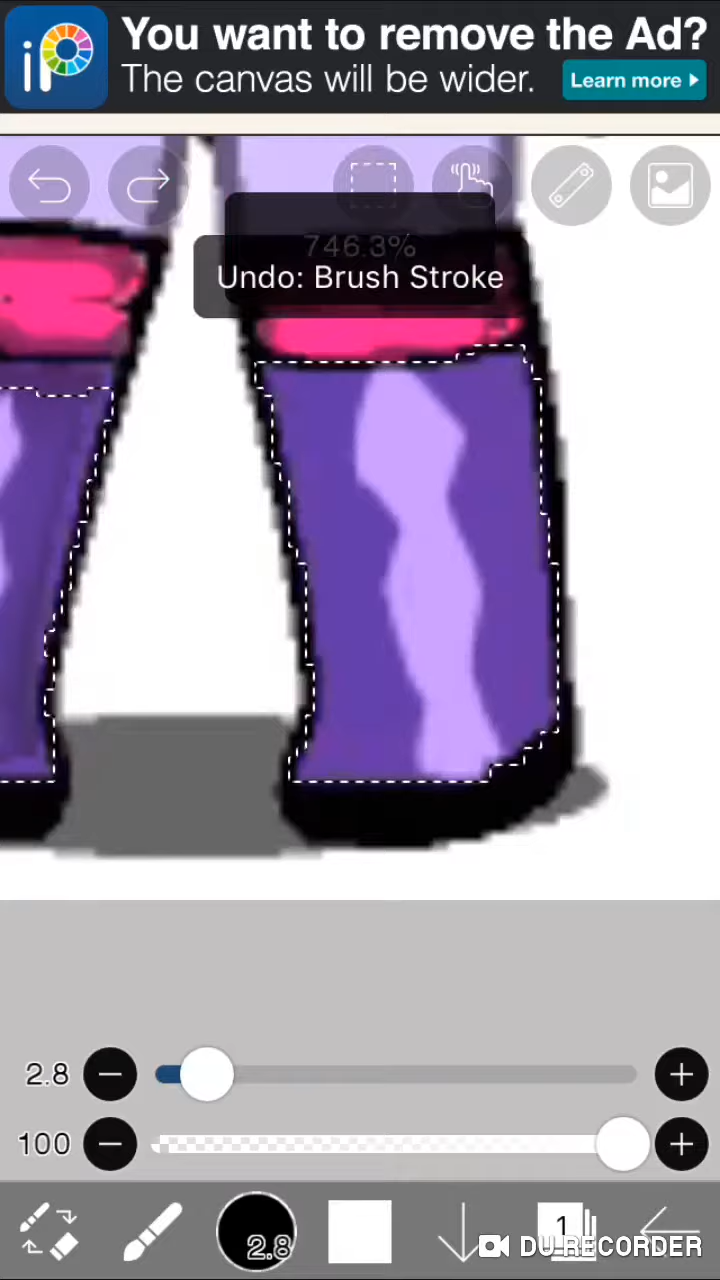 iP
You want to remove the Ad?
The canvas will be wider.
Learn more
746.3%
Undo: Brush Stroke
2.8
100
2.8
1
DU RECORDER